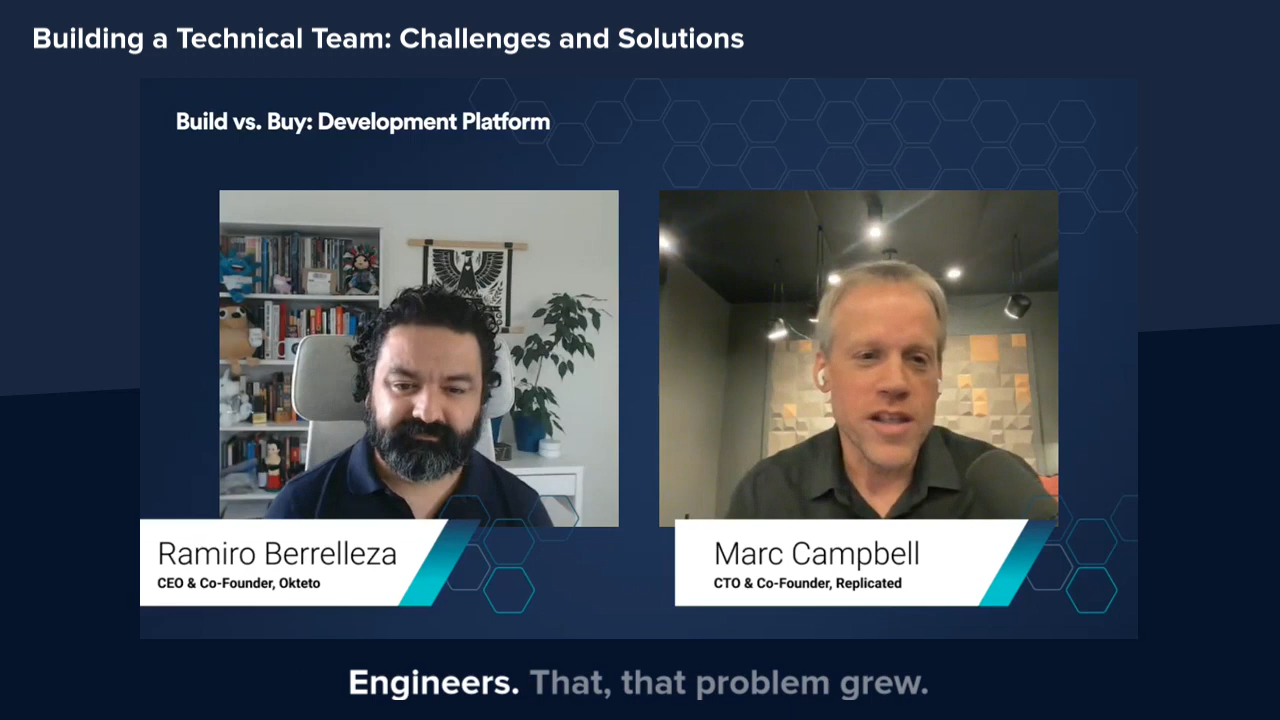 Building a Technical Team: Challenges and Solutions
Build vs. Buy: Development Platform
Ramiro Berrelleza
CEO & Co-Founder, Okteto
Marc Campbell
CTO & Co-Founder, Replicated
Engineers. That, that problem grew.